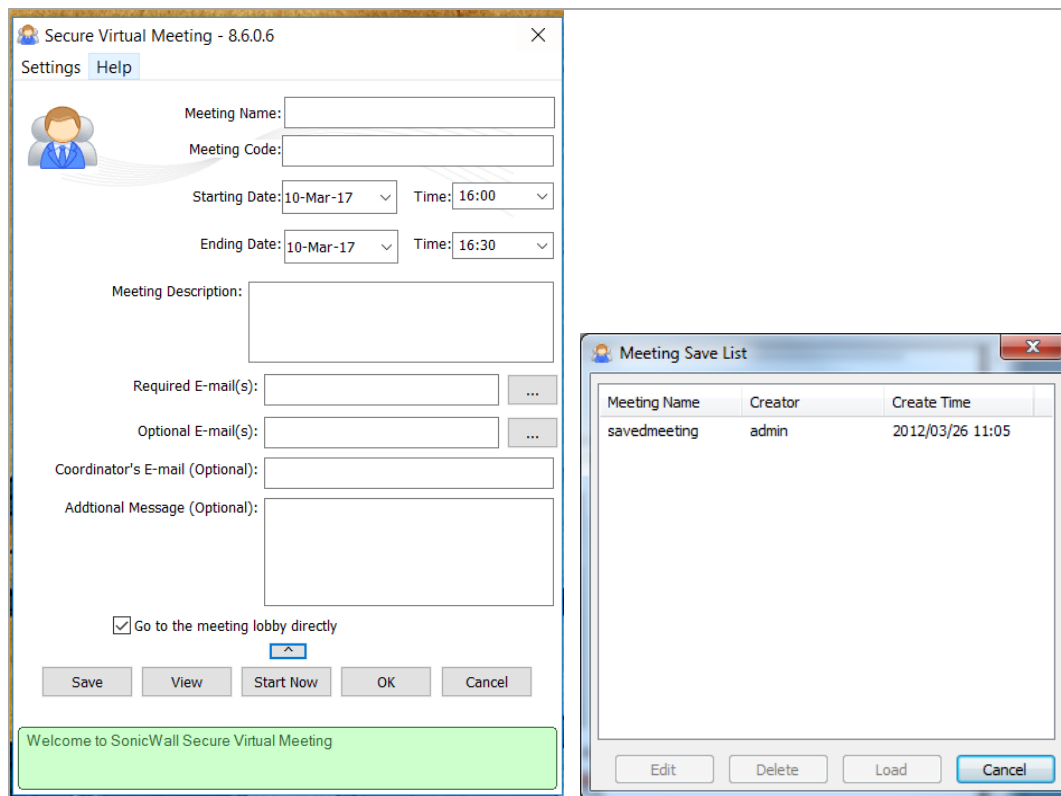 Secure Virtual Meeting - 8.6.0.6
Settings Help
Meeting Name:
Meeting Code:
Starting Date: 10-Mar-17 Time: 16:00
Ending Date: 10-Mar-17 Time: 16:30
Meeting Description:
Required E-mail(s): ...
Optional E-mail(s): ...
Coordinator's E-mail (Optional):
Addtional Message (Optional):
Go to the meeting lobby directly
Save View Start Now OK Cancel
Welcome to SonicWall Secure Virtual Meeting
Meeting Save List
Meeting Name Creator Create Time
savedmeeting admin 2012/03/26 11:05
Edit Delete Load Cancel